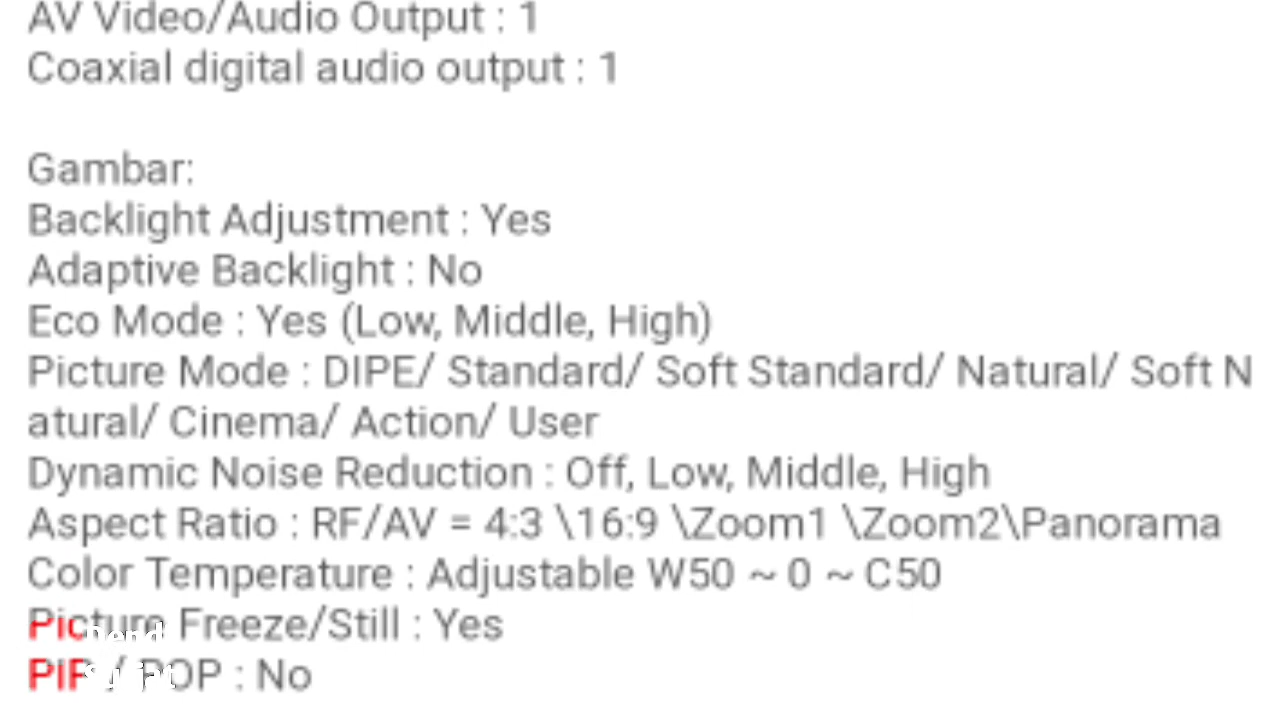 AV Video/Audio Output : 1
Coaxial digital audio output : 1
Gambar:
Backlight Adjustment : Yes
Adaptive Backlight : No
Eco Mode : Yes (Low, Middle, High)
Picture Mode : DIPE/ Standard/ Soft Standard/ Natural/ Soft N
atural/ Cinema/ Action/ User
Dynamic Noise Reduction : Off, Low, Middle, High
Aspect Ratio : RF/AV = 4:3 \16:9 \Zoom1 \Zoom2\Panorama
Color Temperature : Adjustable W50 ~ 0 ~ C50
Picture Freeze/Still : Yes
PIP / POP : No